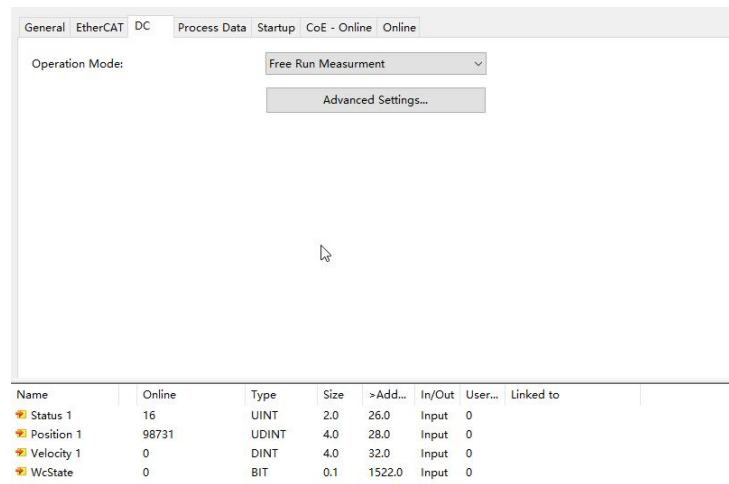 General EtherCAT DC Process Data Startup CoE - Online Online
Operation Mode: Free Run Measurment
Advanced Settings...
Name Online Type Size >Add... In/Out User... Linked to
Status 1 16 UINT 2.0 26.0 Input 0
Position 1 98731 UDINT 4.0 28.0 Input 0
Velocity 1 0 DINT 4.0 32.0 Input 0
WcState 0 BIT 0.1 1522.0 Input 0